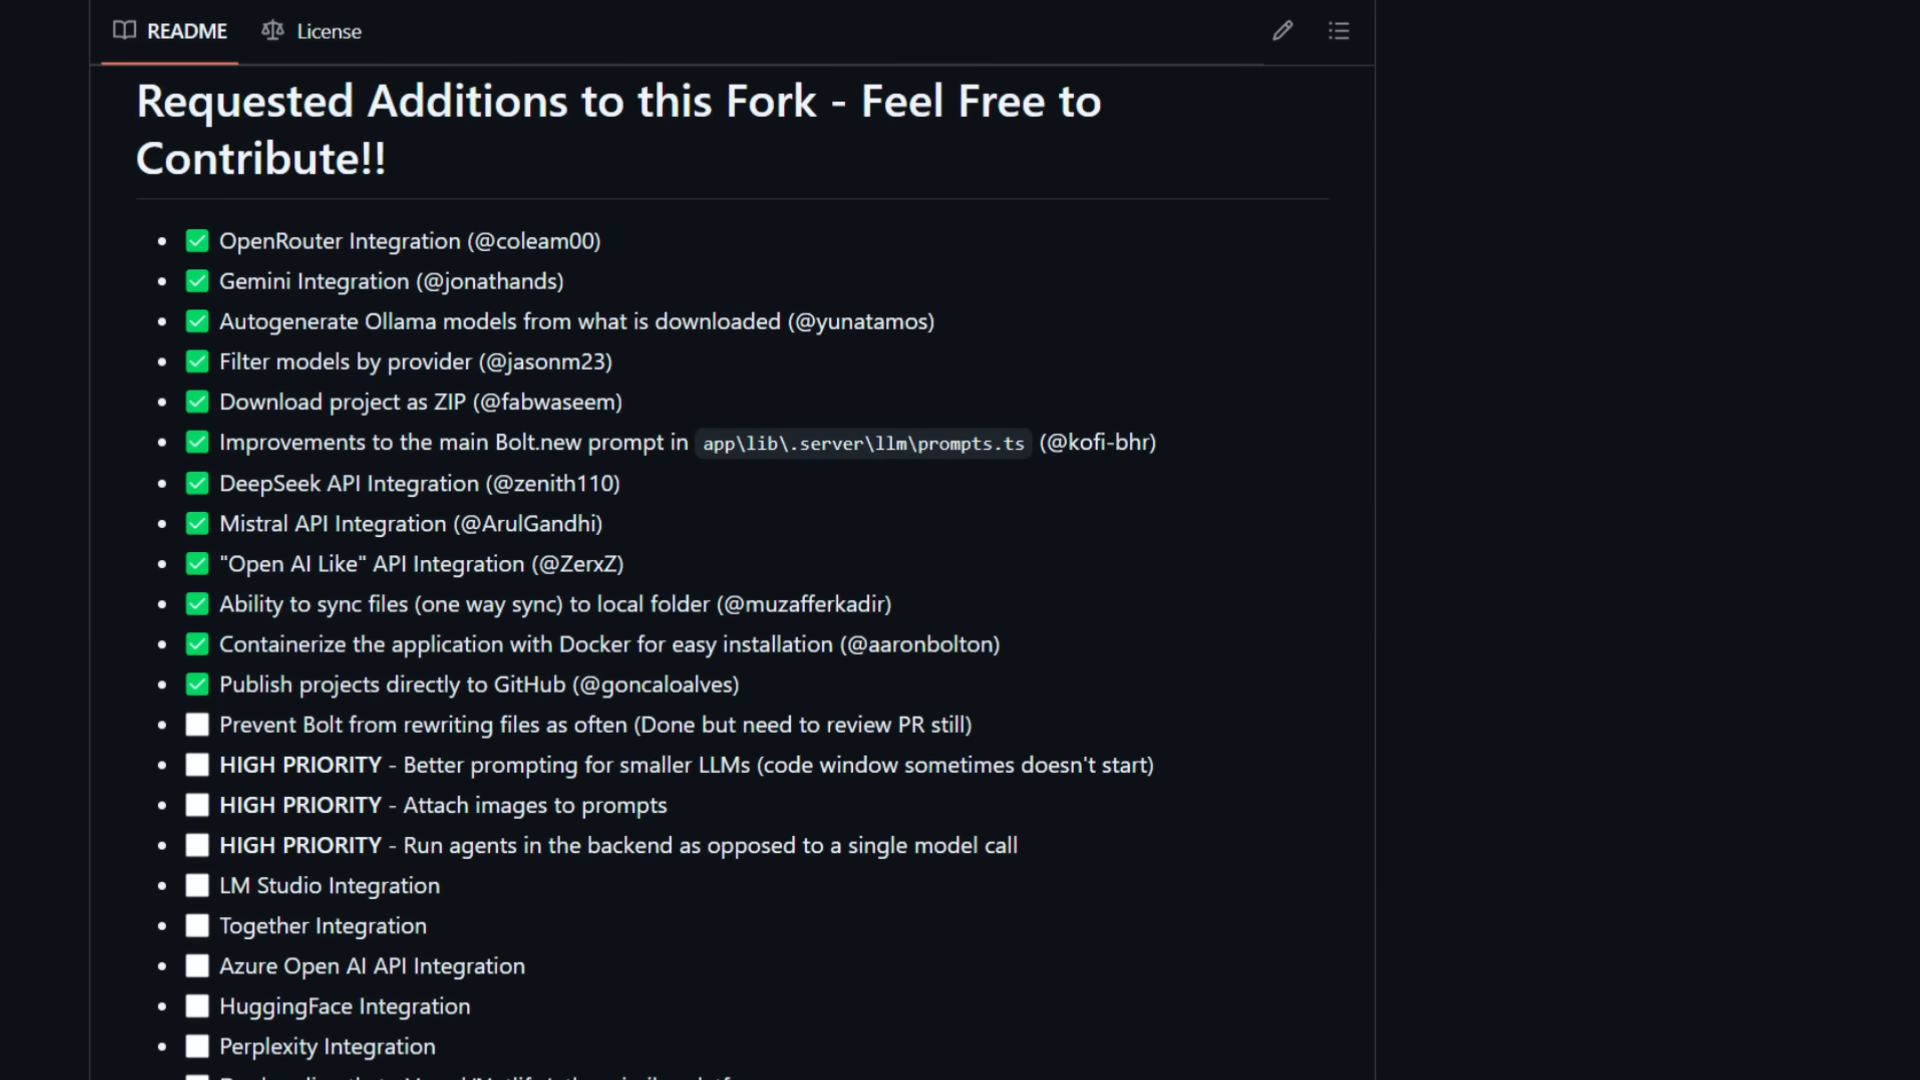 README
License
Requested Additions to this Fork - Feel Free to
Contribute!!
OpenRouter Integration (@coleam00)
Gemini Integration (@jonathands)
Autogenerate Ollama models from what is downloaded (@yunatamos)
Filter models by provider (@jasonm23)
Download project as ZIP (@fabwaseem)
Improvements to the main Bolt.new prompt in app\lib\.server\llm\prompts.ts (@kofi-bhr)
DeepSeek API Integration (@zenith110)
Mistral API Integration (@ArulGandhi)
"Open AI Like" API Integration (@ZerxZ)
Ability to sync files (one way sync) to local folder (@muzafferkadir)
Containerize the application with Docker for easy installation (@aaronbolton)
Publish projects directly to GitHub (@goncaloalves)
Prevent Bolt from rewriting files as often (Done but need to review PR still)
HIGH PRIORITY - Better prompting for smaller LLMs (code window sometimes doesn't start)
HIGH PRIORITY - Attach images to prompts
HIGH PRIORITY - Run agents in the backend as opposed to a single model call
LM Studio Integration
Together Integration
Azure Open AI API Integration
HuggingFace Integration
Perplexity Integration